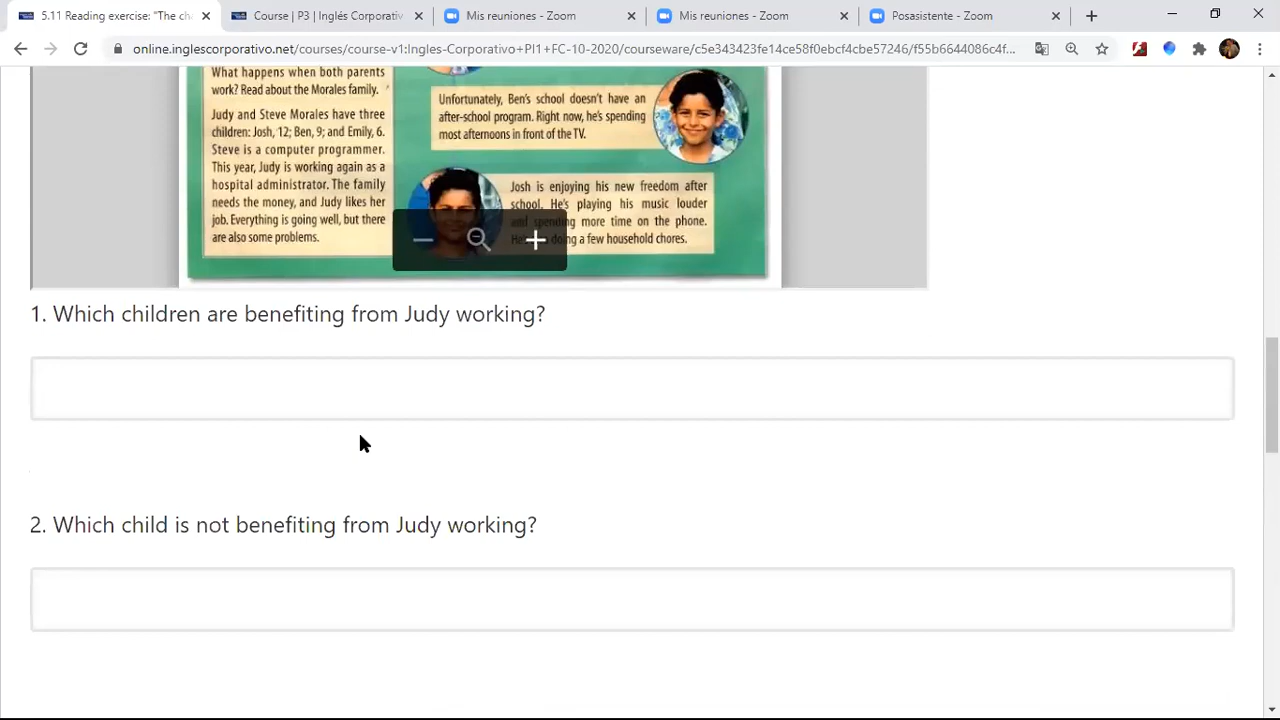 5.11 Reading exercise: "The ch
Course | P3 | Inglés Corporativ
Mis reuniones - Zoom
Mis reuniones - Zoom
Posasistente - Zoom
online.inglescorporativo.net/courses/course-v1:Ingles-Corporativo+PI1+FC-10-2020/courseware/c5e343423fe14ce58f0ebcf4cbe57246/f55b6644086c4f...
What happens when both parents
work? Read about the Morales family.
Judy and Steve Morales have three
children: Josh, 12; Ben, 9; and Emily, 6.
Steve is a computer programmer.
This year, Judy is working again as a
hospital administrator. The family
needs the money, and Judy likes her
job. Everything is going well, but there
are also some problems.
Unfortunately, Ben's school doesn't have an
after-school program. Right now, he's spending
most afternoons in front of the TV.
Josh is enjoying his new freedom after
school. He's playing his music louder
and spending more time on the phone.
doing a few household chores.
1. Which children are benefiting from Judy working?
2. Which child is not benefiting from Judy working?